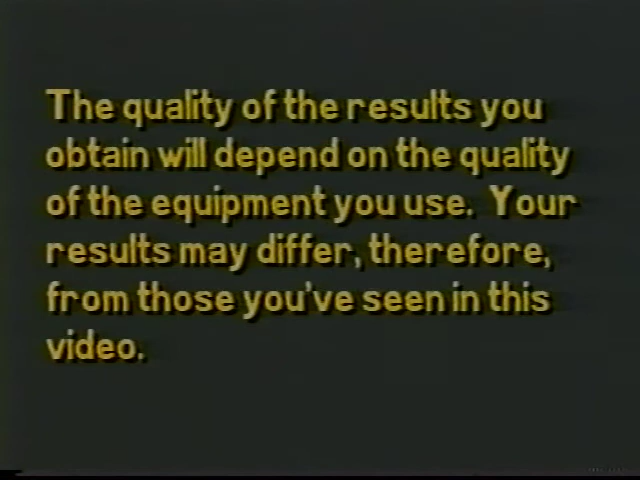 The quality of the results you
obtain will depend on the quality
of the equipment you use.  Your
results may differ, therefore,
from those you've seen in this
video.